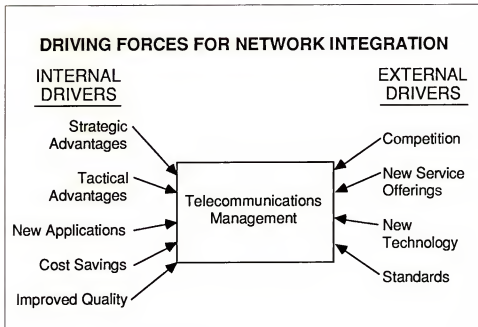 DRIVING FORCES FOR NETWORK INTEGRATION
INTERNAL
DRIVERS
Strategic
Advantages
Tactical
Advantages
New Applications
Cost Savings
Improved Quality
Telecommunications
Management
EXTERNAL
DRIVERS
Competition
New Service
Offerings
New
Technology
Standards